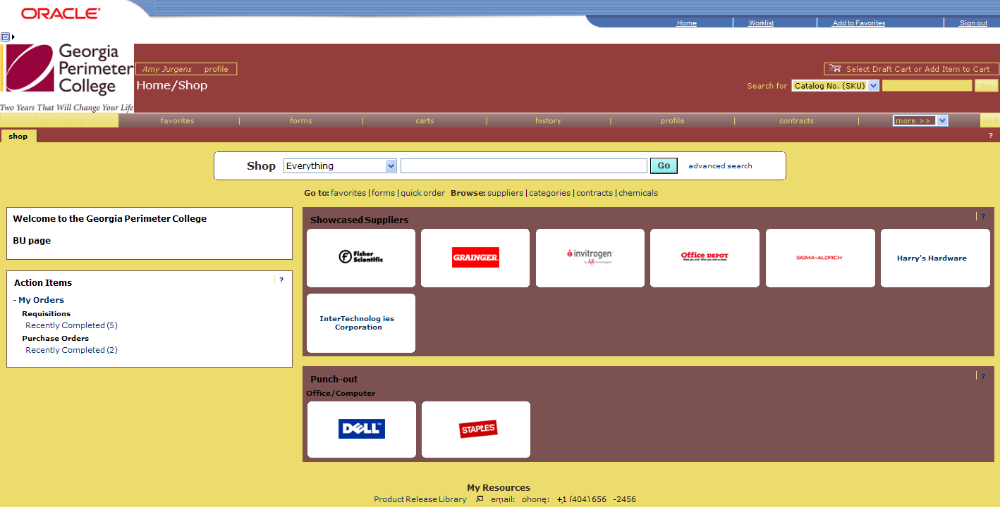 ORACLE
Home Worklist Add to Favorites Sign out
Georgia
Perimeter
College
Two Years That Will Change Your Life
Amy Jurgens profile
Home/Shop
Select Draft Cart or Add Item to Cart
Search for Catalog No. (SKU) Go
home/shop favorites | forms | carts | history | profile | contracts | more >>
shop ?
Shop Everything Go advanced search
Go to: favorites | forms | quick order Browse: suppliers | categories | contracts | chemicals
Welcome to the Georgia Perimeter College
BU page
Action Items ?
- My Orders
Requisitions
Recently Completed (5)
Purchase Orders
Recently Completed (2)
Showcased Suppliers ?
Fisher
Scientific
GRAINGER
invitrogen™
by life technologies™
Office DEPOT
What you need. What you need to know.
SIGMA-ALDRICH
Harry's Hardware
InterTechnolog ies
Corporation
Punch-out ?
Office/Computer
DELL™
STAPLES
My Resources
Product Release Library email: phone: +1 (404) 656 -2456